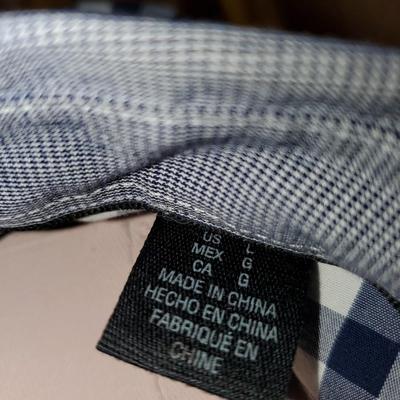 US L
MEX G
CA G
MADE IN CHINA
HECHO EN CHINA
FABRIQUÉ EN
CHINE